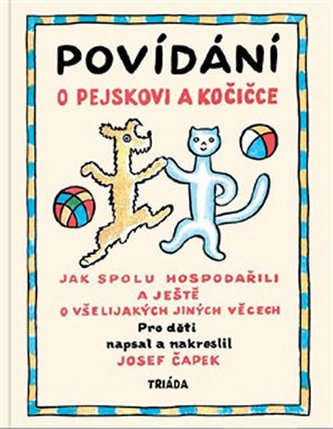 POVÍDÁNÍ
O PEJSKOVI A KOČIČCE
JAK SPOLU HOSPODAŘILI
A JEŠTĚ
O VŠELIJAKÝCH JINÝCH VĚCECH
Pro děti
napsal a nakreslil
JOSEF ČAPEK
TRIÁDA